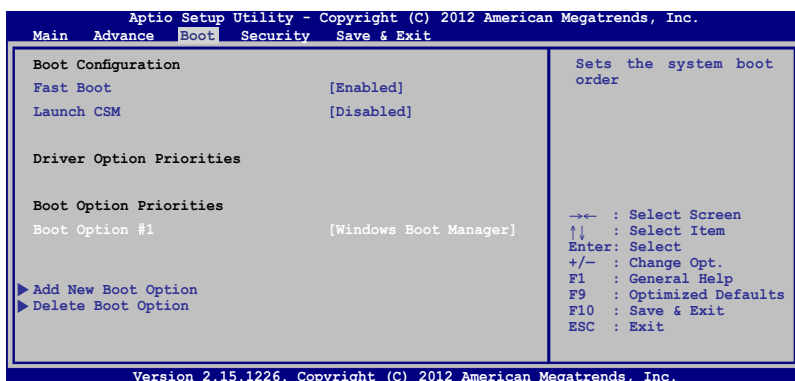 Aptio Setup Utility - Copyright (C) 2012 American Megatrends, Inc.
Main Advance Boot Security Save & Exit
Boot Configuration
Fast Boot [Enabled]
Launch CSM [Disabled]
Driver Option Priorities
Boot Option Priorities
Boot Option #1 [Windows Boot Manager]
Add New Boot Option
Delete Boot Option
Sets the system boot
order
→← : Select Screen
↑↓ : Select Item
Enter: Select
+/— : Change Opt.
F1 : General Help
F9 : Optimized Defaults
F10 : Save & Exit
ESC : Exit
Version 2.15.1226. Copyright (C) 2012 American Megatrends, Inc.